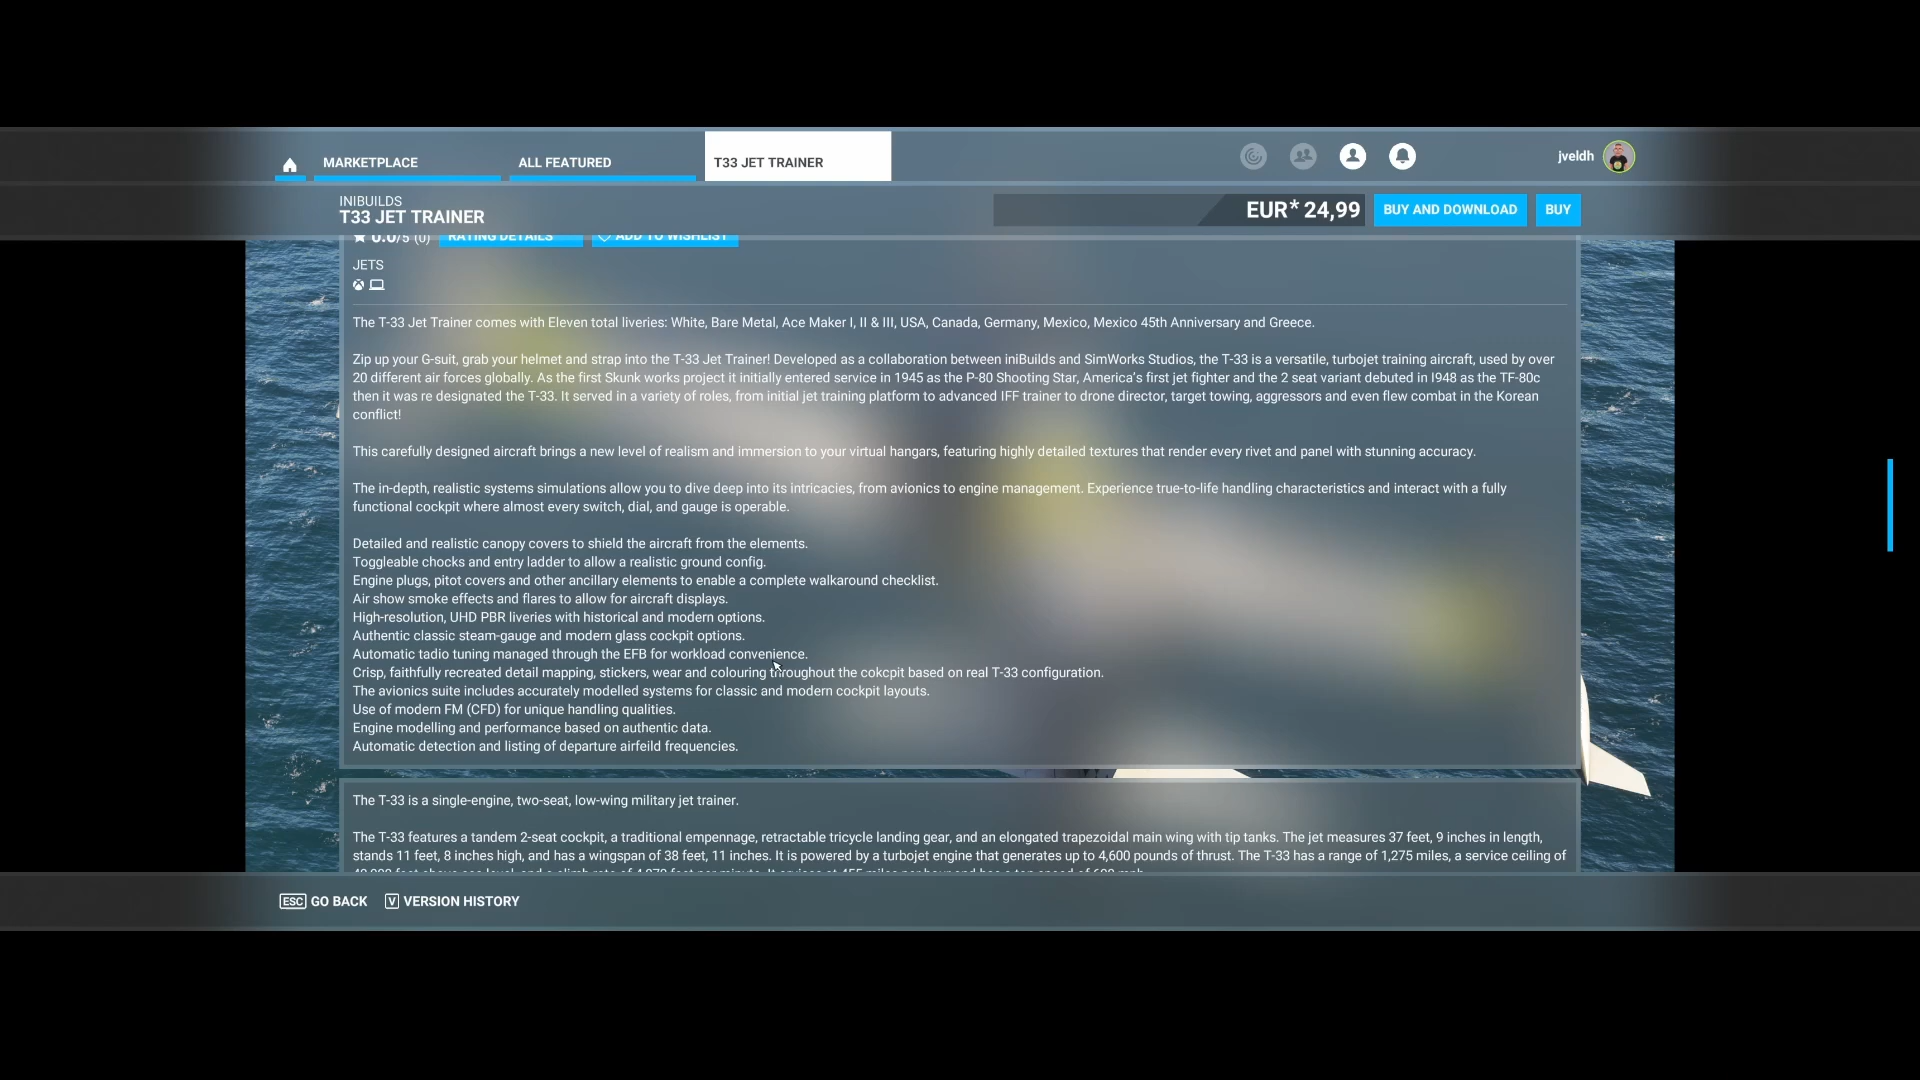 MARKETPLACE
ALL FEATURED
T33 JET TRAINER
jveldh
INIBUILDS
T33 JET TRAINER
EUR* 24,99
BUY AND DOWNLOAD
BUY
0.0/5 (0)
RATING DETAILS
ADD TO WISHLIST
JETS
The T-33 Jet Trainer comes with Eleven total liveries: White, Bare Metal, Ace Maker I, II & III, USA, Canada, Germany, Mexico, Mexico 45th Anniversary and Greece.
Zip up your G-suit, grab your helmet and strap into the T-33 Jet Trainer! Developed as a collaboration between iniBuilds and SimWorks Studios, the T-33 is a versatile, turbojet training aircraft, used by over
20 different air forces globally. As the first Skunk works project it initially entered service in 1945 as the P-80 Shooting Star, America's first jet fighter and the 2 seat variant debuted in I948 as the TF-80c
then it was re designated the T-33. It served in a variety of roles, from initial jet training platform to advanced IFF trainer to drone director, target towing, aggressors and even flew combat in the Korean
conflict!
This carefully designed aircraft brings a new level of realism and immersion to your virtual hangars, featuring highly detailed textures that render every rivet and panel with stunning accuracy.
The in-depth, realistic systems simulations allow you to dive deep into its intricacies, from avionics to engine management. Experience true-to-life handling characteristics and interact with a fully
functional cockpit where almost every switch, dial, and gauge is operable.
Detailed and realistic canopy covers to shield the aircraft from the elements.
Toggleable chocks and entry ladder to allow a realistic ground config.
Engine plugs, pitot covers and other ancillary elements to enable a complete walkaround checklist.
Air show smoke effects and flares to allow for aircraft displays.
High-resolution, UHD PBR liveries with historical and modern options.
Authentic classic steam-gauge and modern glass cockpit options.
Automatic tadio tuning managed through the EFB for workload convenience.
Crisp, faithfully recreated detail mapping, stickers, wear and colouring throughout the cokcpit based on real T-33 configuration.
The avionics suite includes accurately modelled systems for classic and modern cockpit layouts.
Use of modern FM (CFD) for unique handling qualities.
Engine modelling and performance based on authentic data.
Automatic detection and listing of departure airfeild frequencies.
The T-33 is a single-engine, two-seat, low-wing military jet trainer.
The T-33 features a tandem 2-seat cockpit, a traditional empennage, retractable tricycle landing gear, and an elongated trapezoidal main wing with tip tanks. The jet measures 37 feet, 9 inches in length,
stands 11 feet, 8 inches high, and has a wingspan of 38 feet, 11 inches. It is powered by a turbojet engine that generates up to 4,600 pounds of thrust. The T-33 has a range of 1,275 miles, a service ceiling of
ESC GO BACK
V VERSION HISTORY